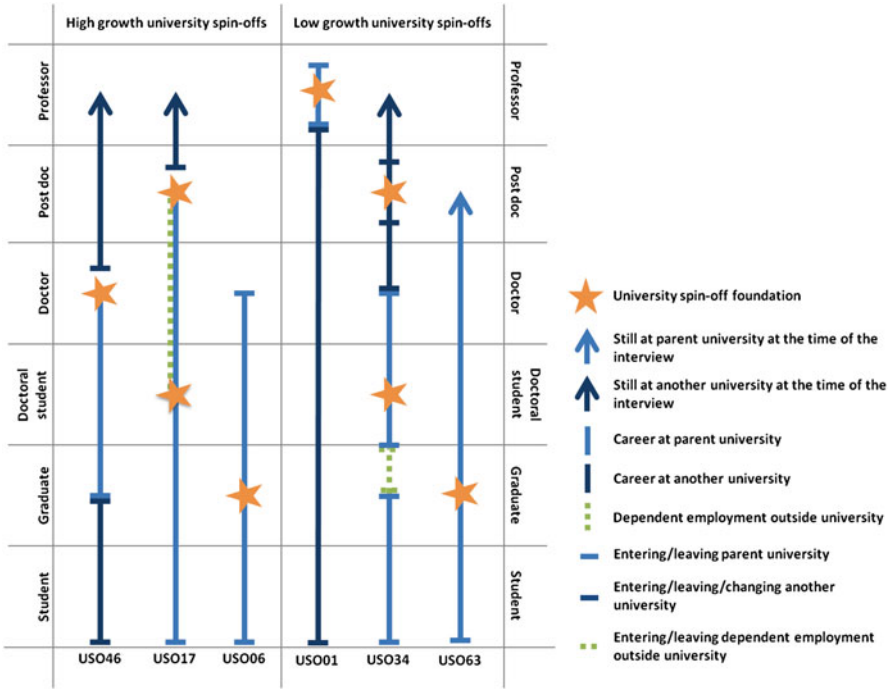 High growth university spin-offs
Low growth university spin-offs
Professor
Post doc
Doctor
Doctoral
student
Graduate
Student
Professor
Post doc
Doctor
Doctoral
student
Graduate
Student
USO46
USO17
USO06
USO01
USO34
USO63
University spin-off foundation
Still at parent university at the time of the
interview
Still at another university at the time of the
interview
Career at parent university
Career at another university
Dependent employment outside university
Entering/leaving parent university
Entering/leaving/changing another
university
Entering/leaving dependent employment
outside university